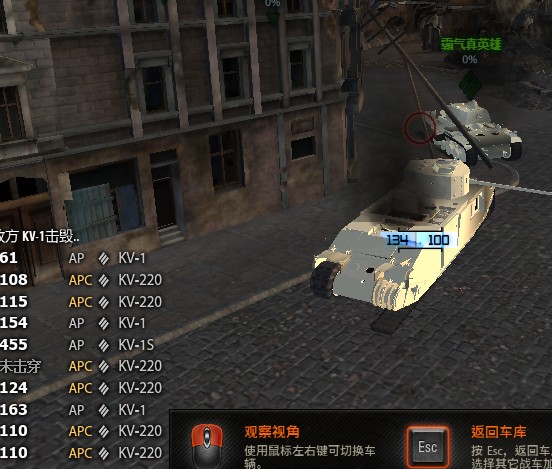 0%
霸气真英雄
0%
134 100
敌方 KV-1击毁..
61 AP KV-1
108 APC KV-220
115 APC KV-220
154 AP KV-1
455 AP KV-1S
未击穿 APC KV-220
124 APC KV-220
163 AP KV-1
110 APC KV-220
110 APC KV-220
观察视角
使用鼠标左右键可切换车
辆。
Esc
返回车库
按 Esc，返回车
选择其它战车加